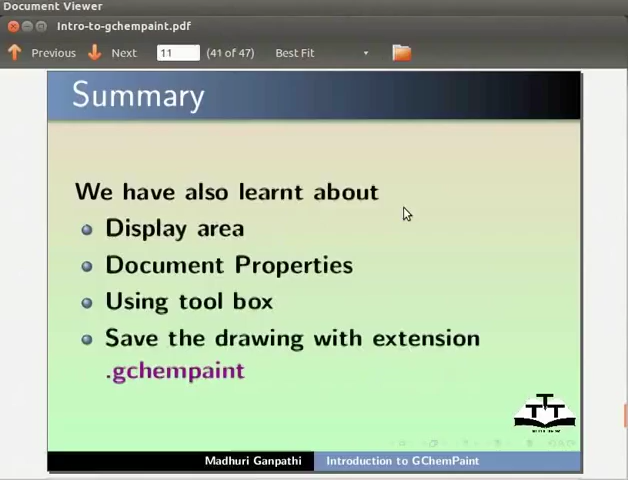 Document Viewer
Intro-to-gchempaint.pdf
Previous Next 11 (41 of 47) Best Fit
Summary
We have also learnt about
Display area
Document Properties
Using tool box
Save the drawing with extension
.gchempaint
Madhuri Ganpathi Introduction to GChemPaint